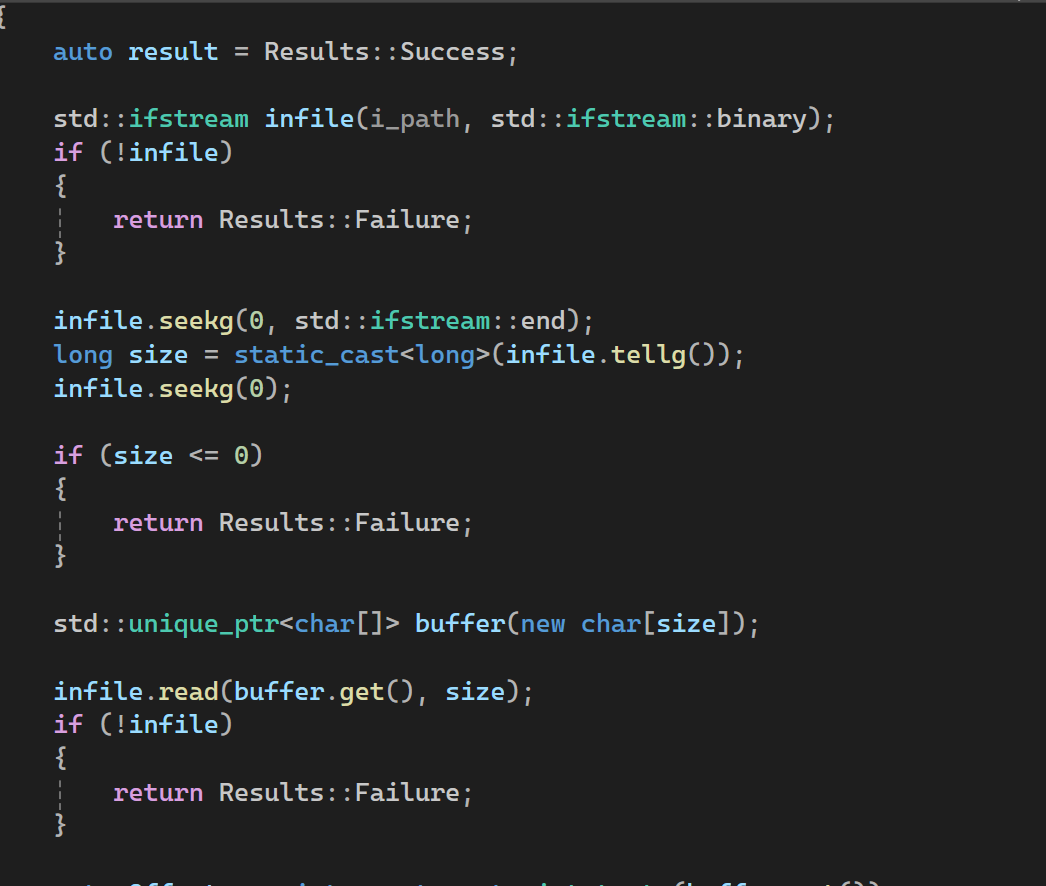 {
auto result = Results::Success;
std::ifstream infile(i_path, std::ifstream::binary);
if (!infile)
{
return Results::Failure;
}
infile.seekg(0, std::ifstream::end);
long size = static_cast<long>(infile.tellg());
infile.seekg(0);
if (size <= 0)
{
return Results::Failure;
}
std::unique_ptr<char[]> buffer(new char[size]);
infile.read(buffer.get(), size);
if (!infile)
{
return Results::Failure;
}